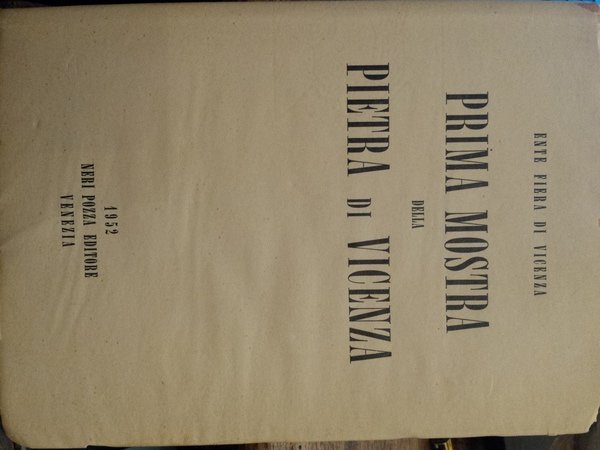 ENTE FIERA DI VICENZA
PRIMA MOSTRA
DELLA
PIETRA DI VICENZA
1952
NERI POZZA EDITORE
VENEZIA